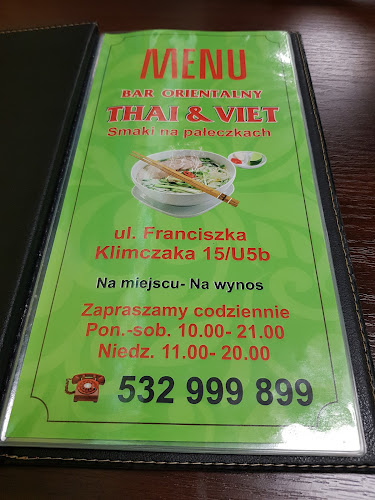 MENU
BAR ORIENTALNY
THAI & VIET
Smaki na pałeczkach
ul. Franciszka
Klimczaka 15/U5b
Na miejscu- Na wynos
Zapraszamy codziennie
Pon.-sob. 10.00- 21.00
Niedz. 11.00- 20.00
532 999 899